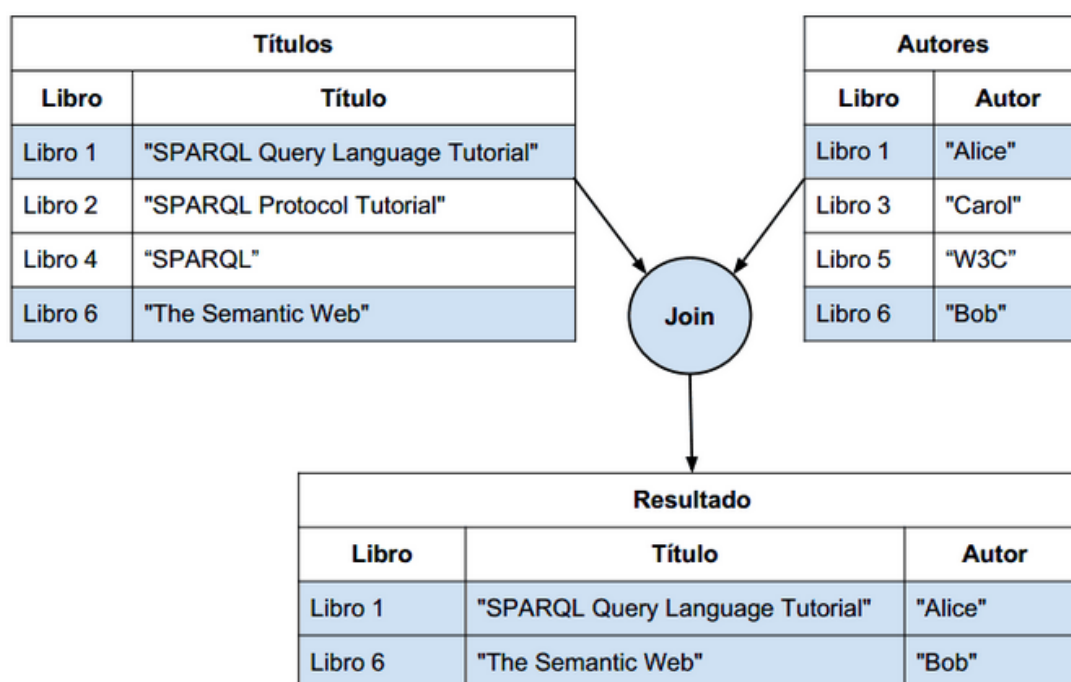 Títulos
Libro Título
Libro 1 "SPARQL Query Language Tutorial"
Libro 2 "SPARQL Protocol Tutorial"
Libro 4 “SPARQL”
Libro 6 "The Semantic Web"
Autores
Libro Autor
Libro 1 "Alice"
Libro 3 "Carol"
Libro 5 “W3C”
Libro 6 "Bob"
Join
Resultado
Libro Título Autor
Libro 1 "SPARQL Query Language Tutorial" "Alice"
Libro 6 "The Semantic Web" "Bob"